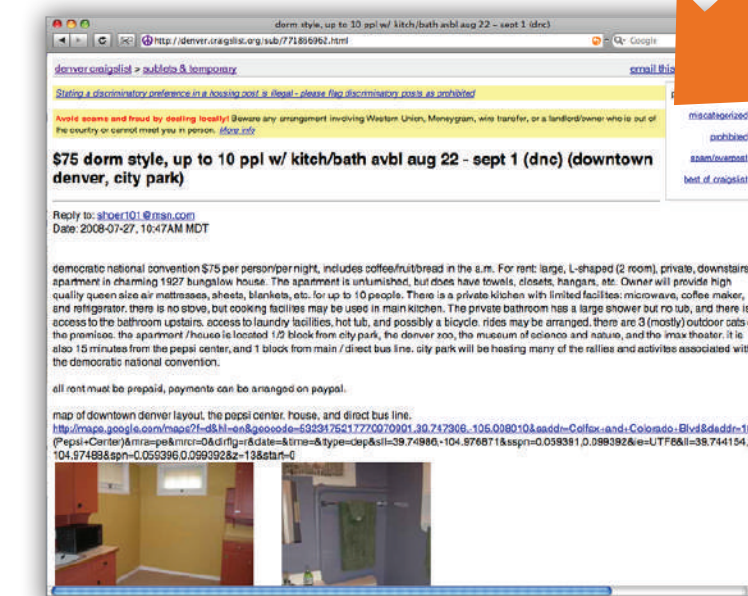 dorm style, up to 10 ppl w/ kitch/bath avbl aug 22 – sept 1 (dnc)
http://denver.craigslist.org/sub/771866962.html
Google
denver craigslist > sublets & temporary
email this
Stating a discriminatory preference in a housing post is illegal - please flag discriminatory posts as prohibited
Avoid scams and fraud by dealing locally! Beware any arrangement involving Western Union, Moneygram, wire transfer, or a landlord/owner who is out of
the country or cannot meet you in person. More info
miscategorized
prohibited
spam/overpost
best of craigslist
$75 dorm style, up to 10 ppl w/ kitch/bath avbl aug 22 - sept 1 (dnc) (downtown
denver, city park)
Reply to: shoer101@msn.com
Date: 2008-07-27, 10:47AM MDT
democratic national convention $75 per person/per night, includes coffee/fruit/bread in the a.m. For rent: large, L-shaped (2 room), private, downstairs
apartment in charming 1927 bungalow house. The apartment is unfurnished, but does have towels, closets, hangars, etc. Owner will provide high
quality queen size air mattresses, sheets, blankets, etc. for up to 10 people. There is a private kitchen with limited facilites: microwave, coffee maker,
and refrigerator. there is no stove, but cooking facilites may be used in main kitchen. The private bathroom has a large shower but no tub, and there is
access to the bathroom upstairs. access to laundry facilities, hot tub, and possibly a bicycle. rides may be arranged. there are 3 (mostly) outdoor cats on
the premises. the apartment /house is located 1/2 block from city park, the denver zoo, the museum of science and nature, and the imax theater. it is
also 15 minutes from the pepsi center, and 1 block from main / direct bus line. city park will be hosting many of the rallies and activites associated with
the democratic national convention.
all rent must be prepaid, payments can be arranged on paypal.
map of downtown denver layout, the pepsi center, house, and direct bus line.